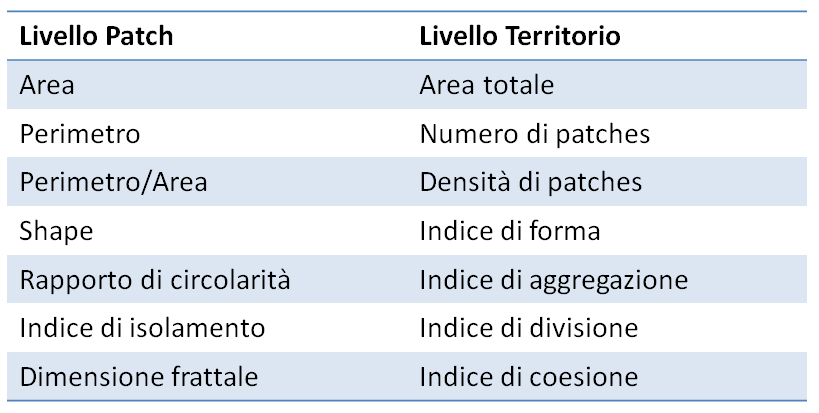 Livello Patch Livello Territorio
Area Area totale
Perimetro Numero di patches
Perimetro/Area Densità di patches
Shape Indice di forma
Rapporto di circolarità Indice di aggregazione
Indice di isolamento Indice di divisione
Dimensione frattale Indice di coesione